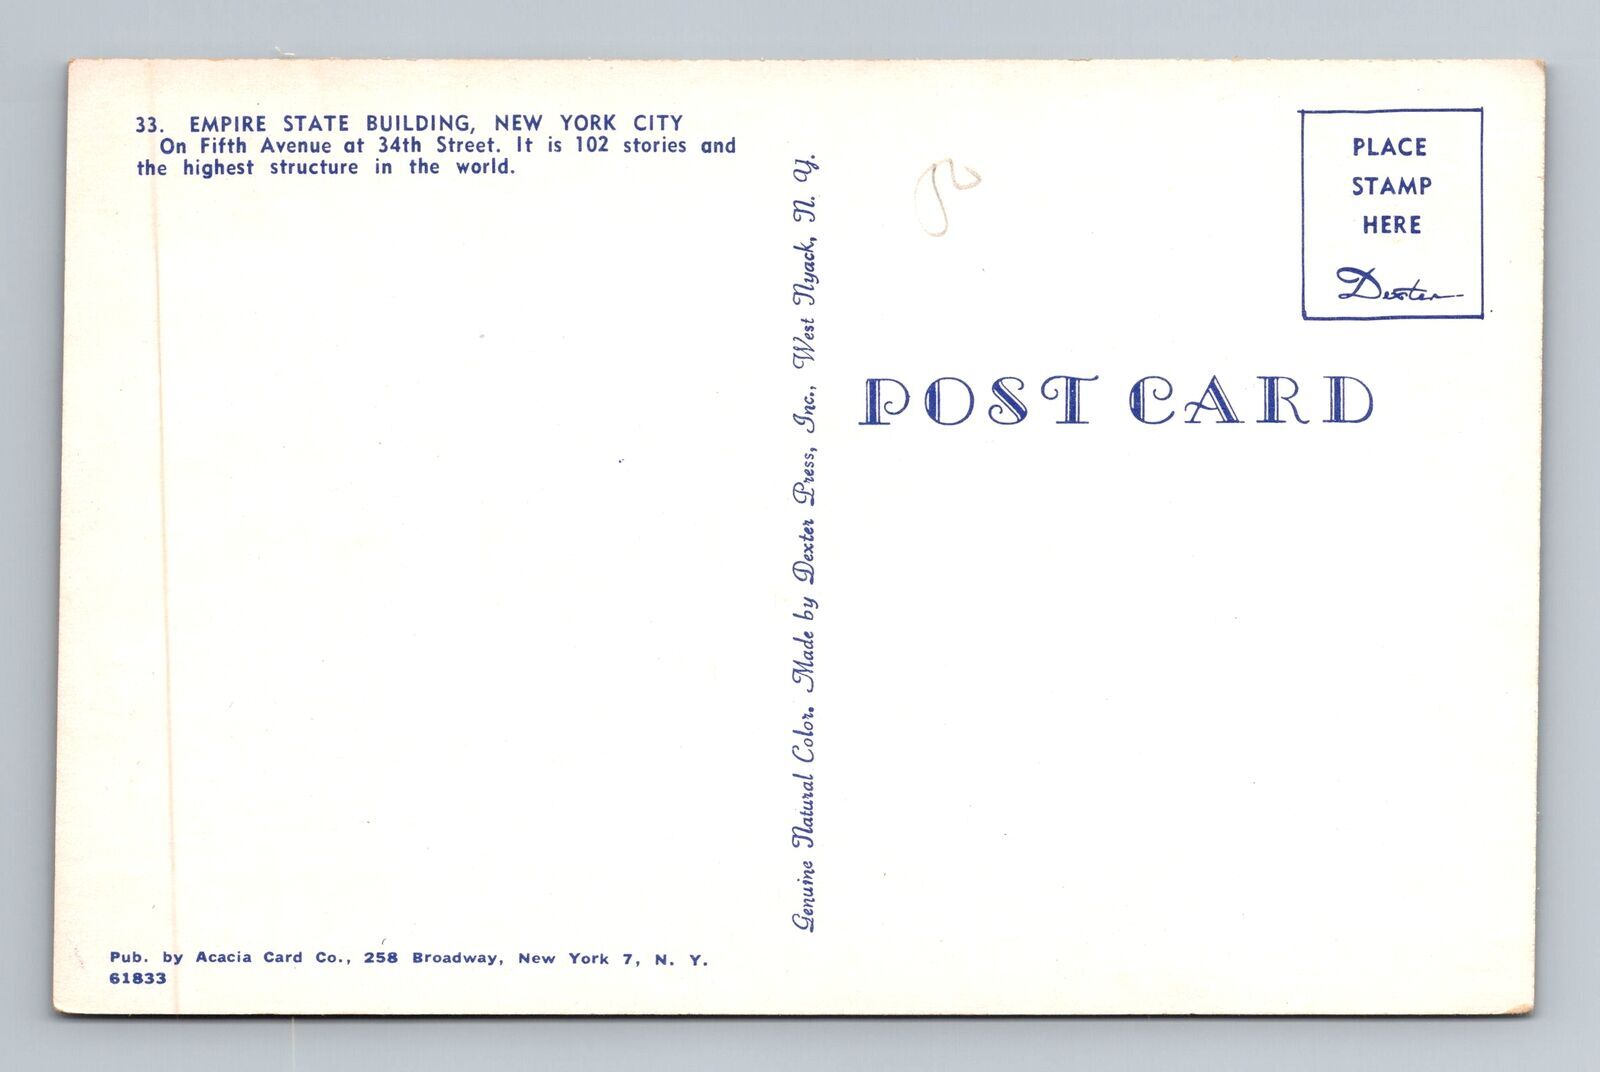 33. EMPIRE STATE BUILDING, NEW YORK CITY
On Fifth Avenue at 34th Street. It is 102 stories and
the highest structure in the world.
Pub. by Acacia Card Co., 258 Broadway, New York 7, N. Y.
61833
Genuine Natural Color. Made by Dexter Press, Inc., West Nyack, N. Y.
PLACE
STAMP
HERE
Dexter
POST CARD